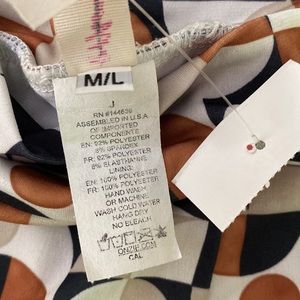 M/L
J
RN #144639
ASSEMBLED IN U.S.A
OF IMPORTED
COMPONENTS
EN: 92% POLYESTER
8% SPANDEX
FR: 92% POLYESTER
8% ELASTHANNE
LINING:
EN: 100% POLYESTER
FR: 100% POLYESTER
HAND WASH
OR MACHINE
WASH COLD WATER
HANG DRY
NO BLEACH
ONZIE.COM
CAL